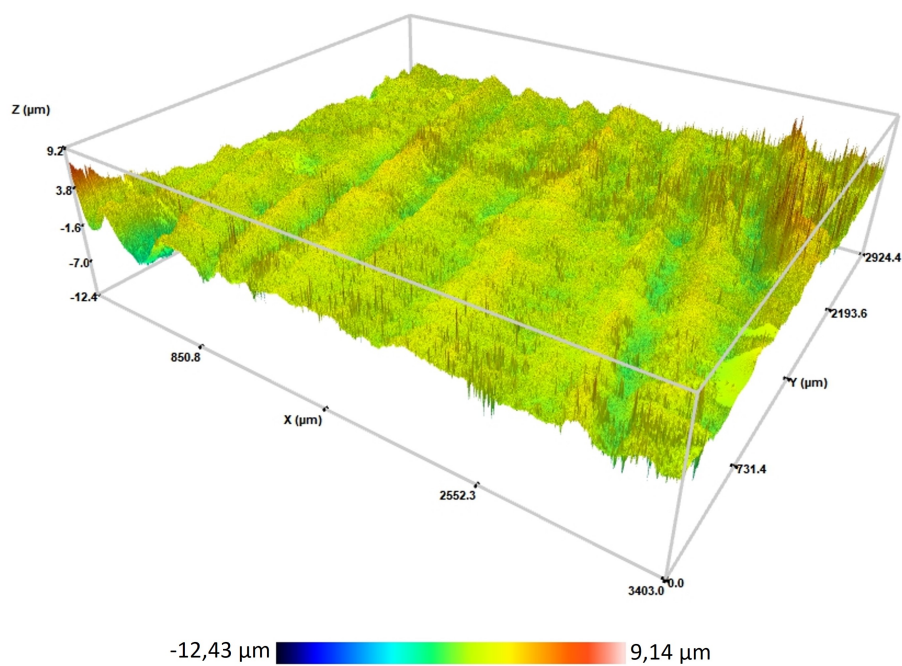 Z (µm)
9.2
3.8
-1.6
-7.0
-12.4
850.8
X (µm)
2552.3
3403.0
0.0
731.4
Y (µm)
2193.6
2924.4
-12,43 µm
9,14 µm